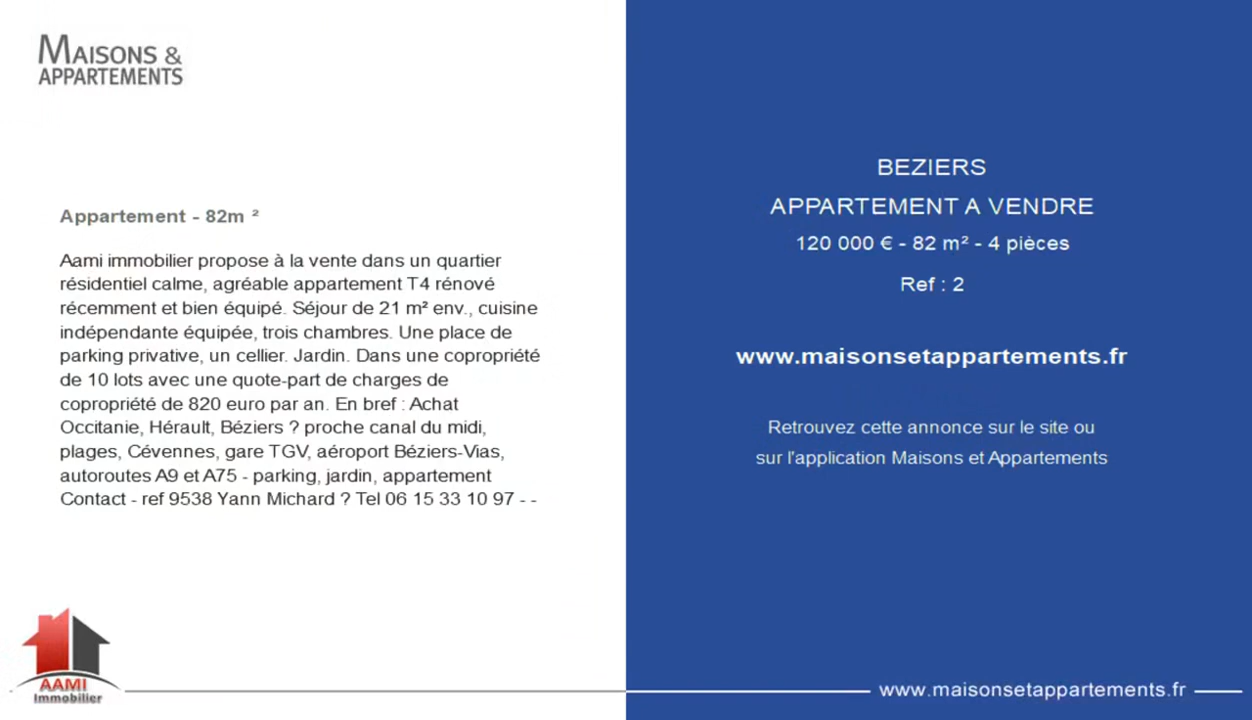 MAISONS &
APPARTEMENTS
Appartement - 82m ²
Aami immobilier propose à la vente dans un quartier
résidentiel calme, agréable appartement T4 rénové
récemment et bien équipé. Séjour de 21 m² env., cuisine
indépendante équipée, trois chambres. Une place de
parking privative, un cellier. Jardin. Dans une copropriété
de 10 lots avec une quote-part de charges de
copropriété de 820 euro par an. En bref : Achat
Occitanie, Hérault, Béziers ? proche canal du midi,
plages, Cévennes, gare TGV, aéroport Béziers-Vias,
autoroutes A9 et A75 - parking, jardin, appartement
Contact - ref 9538 Yann Michard ? Tel 06 15 33 10 97 - -
AAMI
Immobilier
BEZIERS
APPARTEMENT A VENDRE
120 000 € - 82 m² - 4 pièces
Ref : 2
www.maisonsetappartements.fr
Retrouvez cette annonce sur le site ou
sur l'application Maisons et Appartements
www.maisonsetappartements.fr